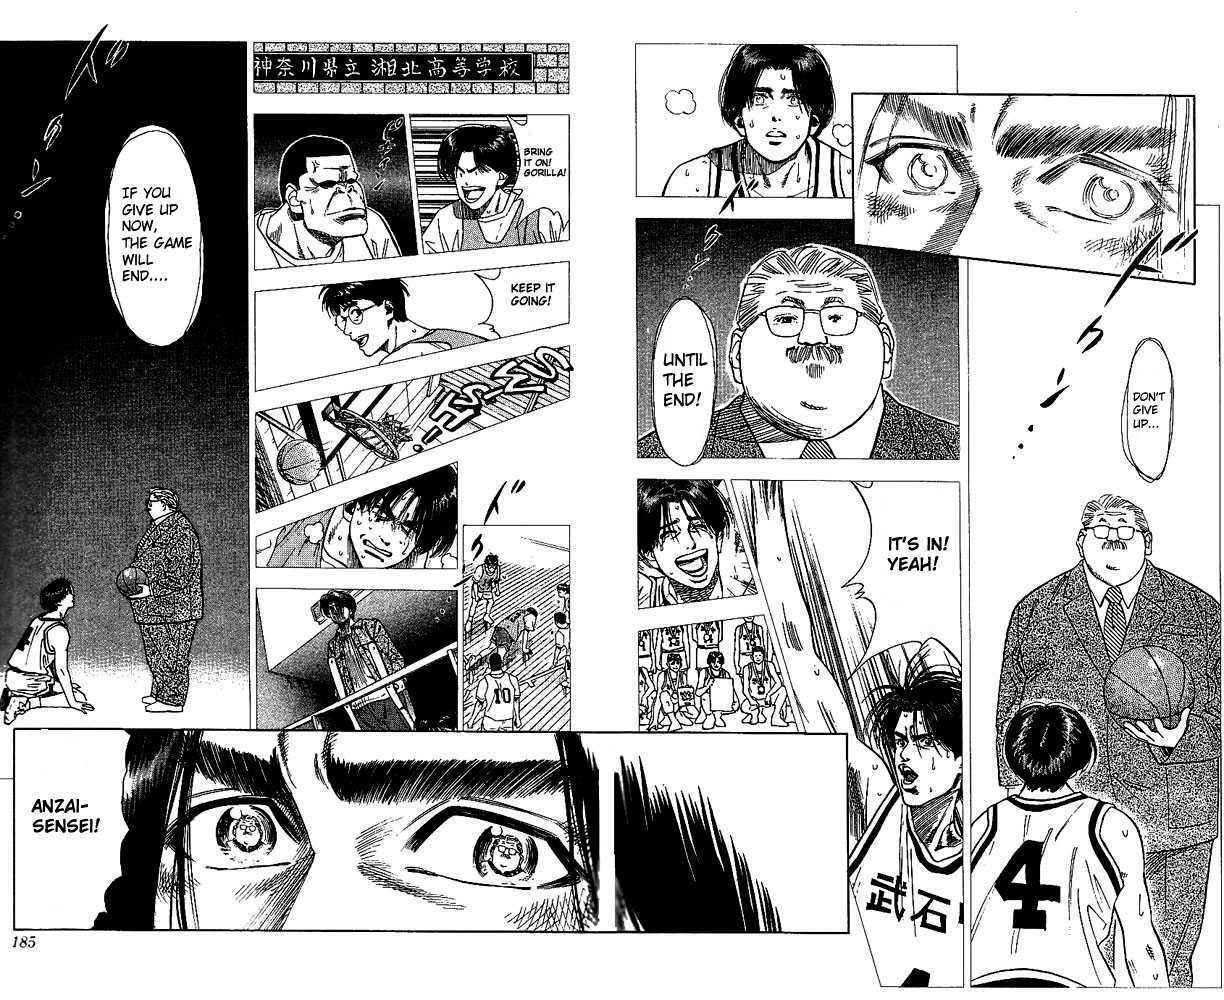 DON'T
GIVE
UP...
UNTIL
THE
END!
IT'S IN!
YEAH!
武石
4
神奈川県立湘北高等学校
BRING
IT ON!
GORILLA!
KEEP IT
GOING!
SWISH!
10
IF YOU
GIVE UP
NOW,
THE GAME
WILL
END....
ANZAI-
SENSEI!
185